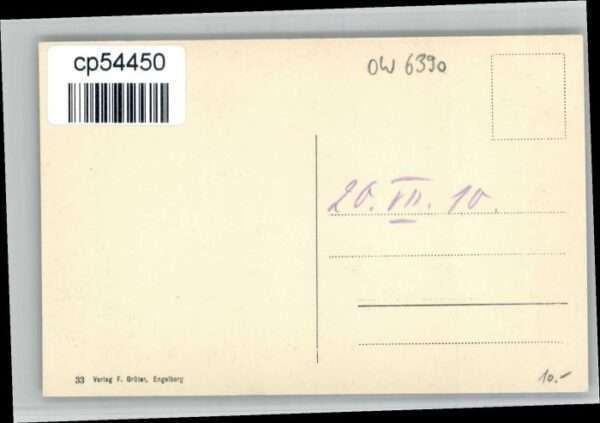 cp54450
OW 6390
20. VII. 10.
33 Verlag F. Grüter, Engelberg
10.-